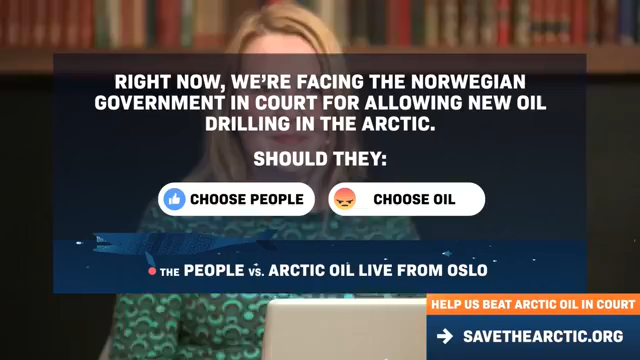 RIGHT NOW, WE'RE FACING THE NORWEGIAN
GOVERNMENT IN COURT FOR ALLOWING NEW OIL
DRILLING IN THE ARCTIC.
SHOULD THEY:
CHOOSE PEOPLE
CHOOSE OIL
THE PEOPLE VS. ARCTIC OIL LIVE FROM OSLO
HELP US BEAT ARCTIC OIL IN COURT
SAVETHEARCTIC.ORG